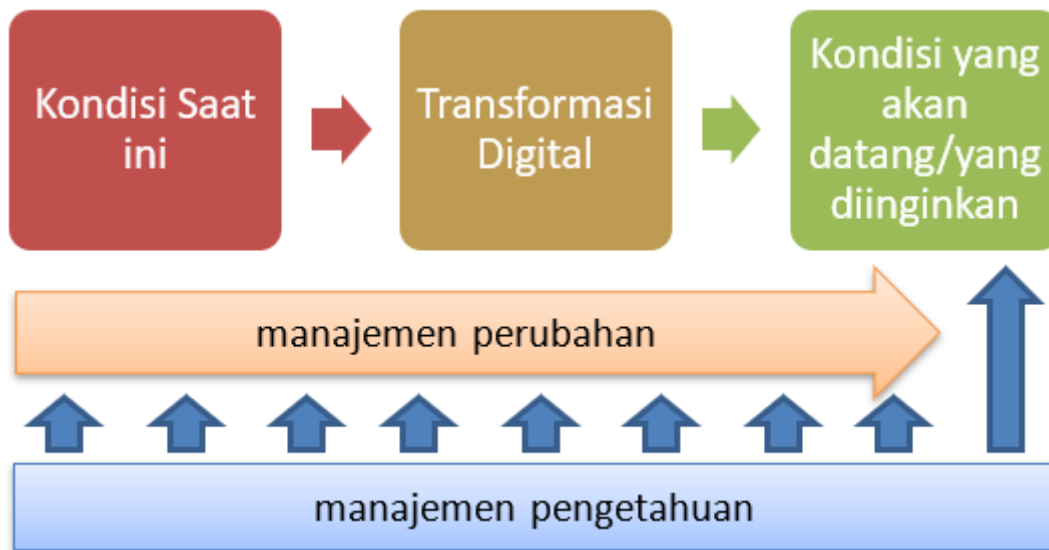 Kondisi Saat
ini
Transformasi
Digital
Kondisi yang
akan
datang/yang
diinginkan
manajemen perubahan
manajemen pengetahuan